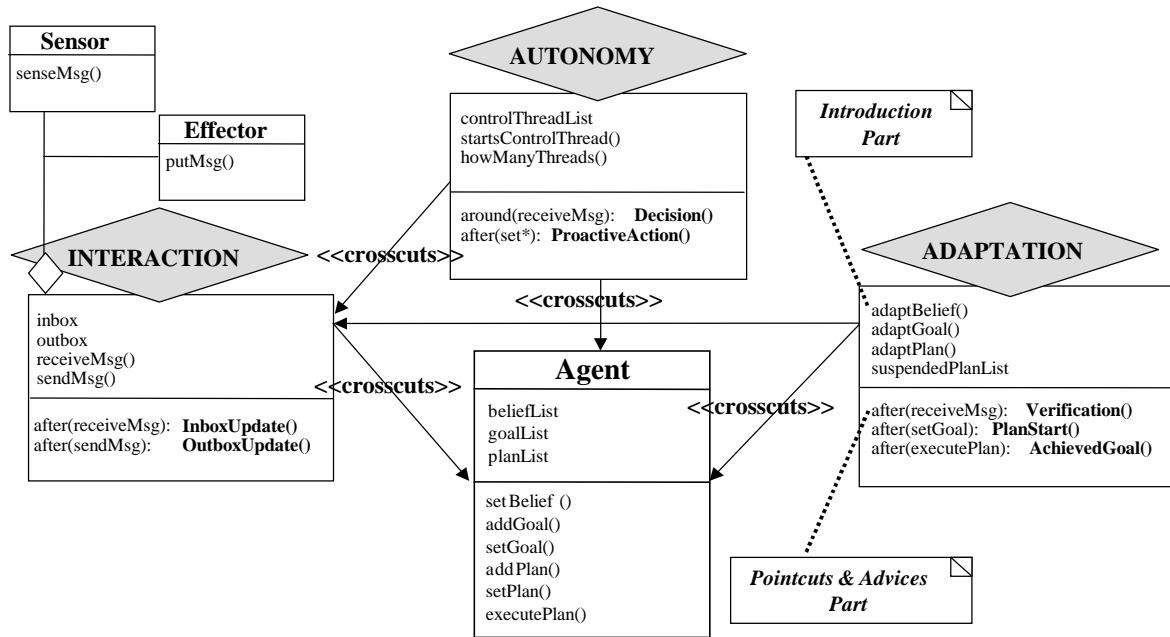 Sensor
senseMsg()
Effector
putMsg()
AUTONOMY
controlThreadList
startsControlThread()
howManyThreads()
around(receiveMsg): Decision()
after(set*): ProactiveAction()
Introduction
Part
INTERACTION
<<crosscuts>>
inbox
outbox
receiveMsg()
sendMsg()
after(receiveMsg): InboxUpdate()
after(sendMsg): OutboxUpdate()
<<crosscuts>>
<<crosscuts>>
Agent
beliefList
goalList
planList
setBelief ()
addGoal()
setGoal()
addPlan()
setPlan()
executePlan()
<<crosscuts>>
ADAPTATION
adaptBelief()
adaptGoal()
adaptPlan()
suspendedPlanList
after(receiveMsg): Verification()
after(setGoal): PlanStart()
after(executePlan): AchievedGoal()
Pointcuts & Advices
Part